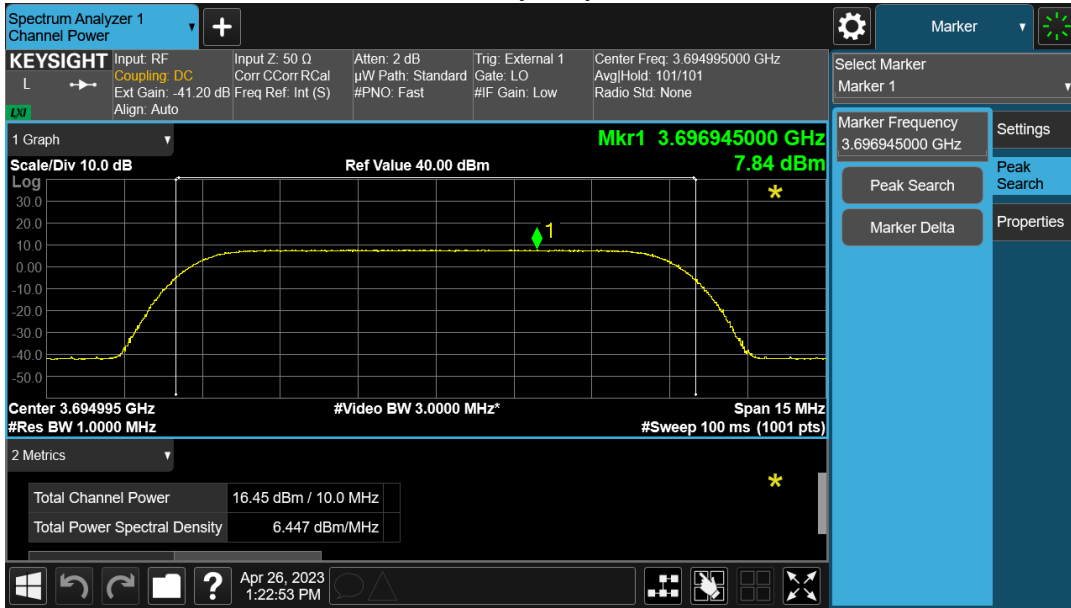 Spectrum Analyzer 1
Channel Power
+
Marker
KEYSIGHT
L
LXI
Input: RF
Coupling: DC
Ext Gain: -41.20 dB
Align: Auto
Input Z: 50 Ω
Corr CCorr RCal
Freq Ref: Int (S)
Atten: 2 dB
µW Path: Standard
#PNO: Fast
Trig: External 1
Gate: LO
#IF Gain: Low
Center Freq: 3.694995000 GHz
Avg|Hold: 101/101
Radio Std: None
Select Marker
Marker 1
1 Graph
Mkr1 3.696945000 GHz
7.84 dBm
Scale/Div 10.0 dB
Ref Value 40.00 dBm
Log
30.0
20.0
10.0
0.00
-10.0
-20.0
-30.0
-40.0
-50.0
1
*
Center 3.694995 GHz
#Video BW 3.0000 MHz*
Span 15 MHz
#Res BW 1.0000 MHz
#Sweep 100 ms (1001 pts)
Marker Frequency
3.696945000 GHz
Peak Search
Marker Delta
Settings
Peak
Search
Properties
2 Metrics
*
Total Channel Power 16.45 dBm / 10.0 MHz
Total Power Spectral Density 6.447 dBm/MHz
?
Apr 26, 2023
1:22:53 PM